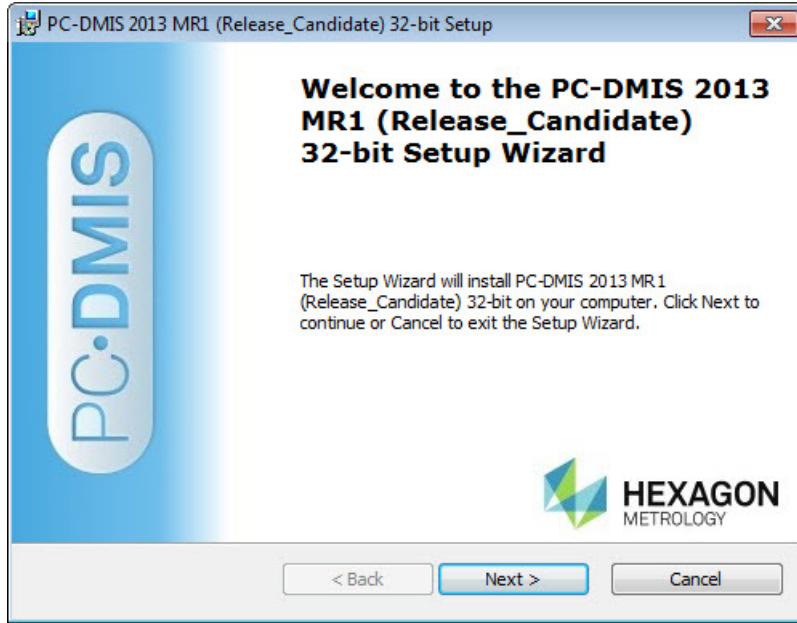 PC-DMIS 2013 MR1 (Release_Candidate) 32-bit Setup
Welcome to the PC-DMIS 2013
MR1 (Release_Candidate)
32-bit Setup Wizard
PC•DMIS
The Setup Wizard will install PC-DMIS 2013 MR1
(Release_Candidate) 32-bit on your computer. Click Next to
continue or Cancel to exit the Setup Wizard.
HEXAGON
METROLOGY
< Back Next > Cancel